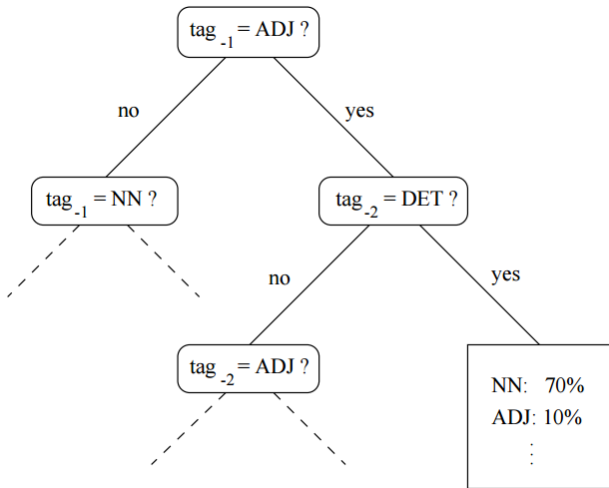 tag -1 = ADJ ?
no
yes
tag -1 = NN ?
tag -2 = DET ?
no
yes
tag -2 = ADJ ?
NN: 70%
ADJ: 10%